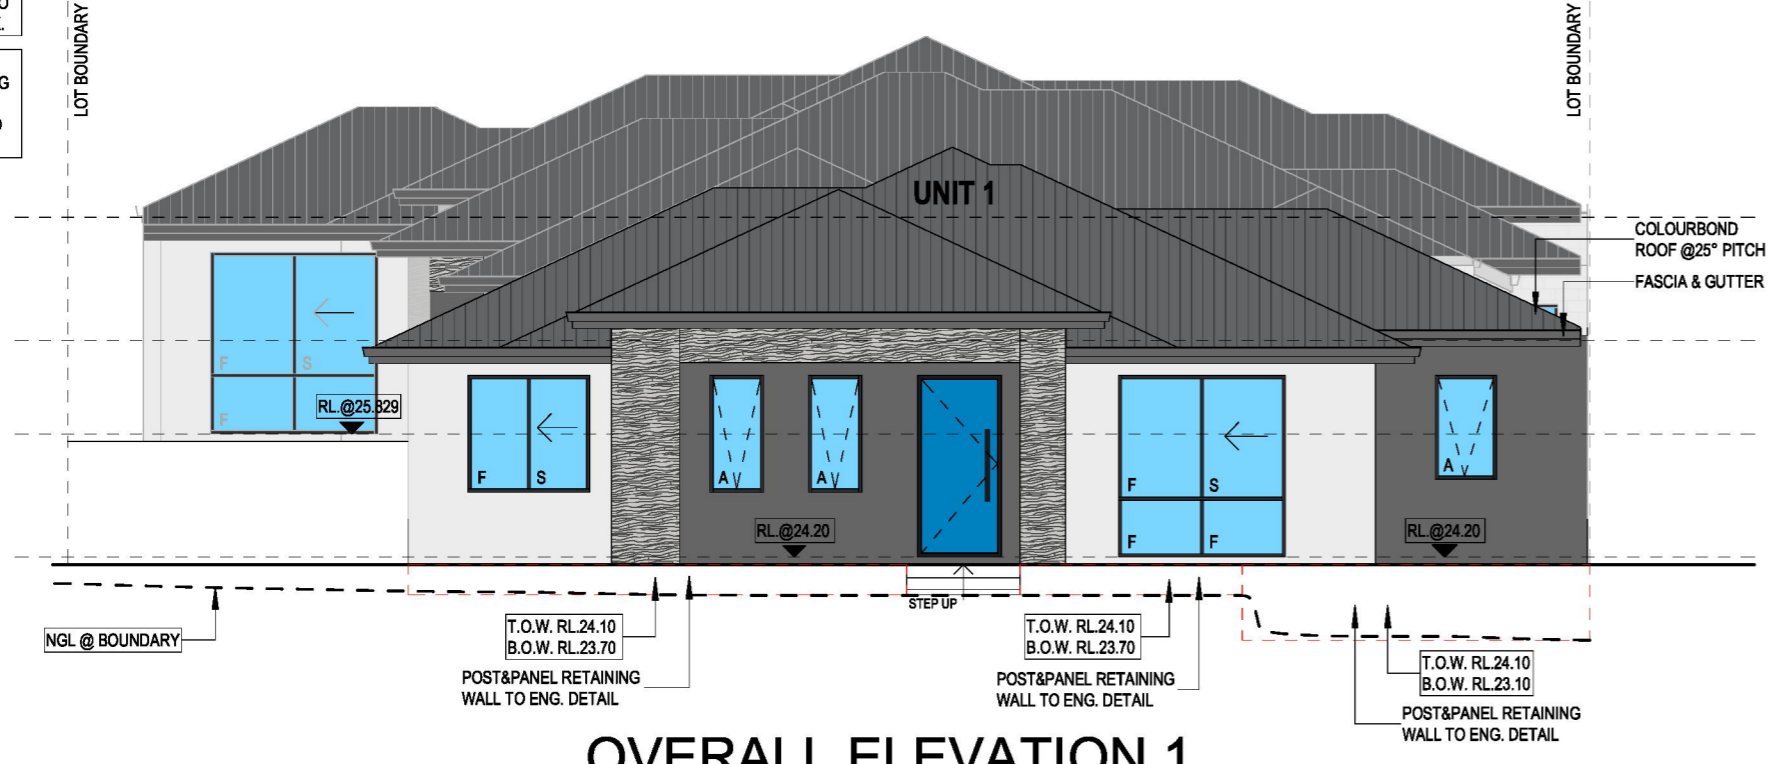 LOT BOUNDARY
LOT BOUNDARY
G
UNIT 1
COLOURBOND
ROOF @25° PITCH
FASCIA & GUTTER
F
S
F
RL.@25.829
F
S
A
A
F
S
F
F
A
RL.@24.20
RL.@24.20
STEP UP
NGL @ BOUNDARY
T.O.W. RL.24.10
B.O.W. RL.23.70
POST&PANEL RETAINING
WALL TO ENG. DETAIL
T.O.W. RL.24.10
B.O.W. RL.23.70
POST&PANEL RETAINING
WALL TO ENG. DETAIL
T.O.W. RL.24.10
B.O.W. RL.23.10
POST&PANEL RETAINING
WALL TO ENG. DETAIL
OVERALL ELEVATION 1